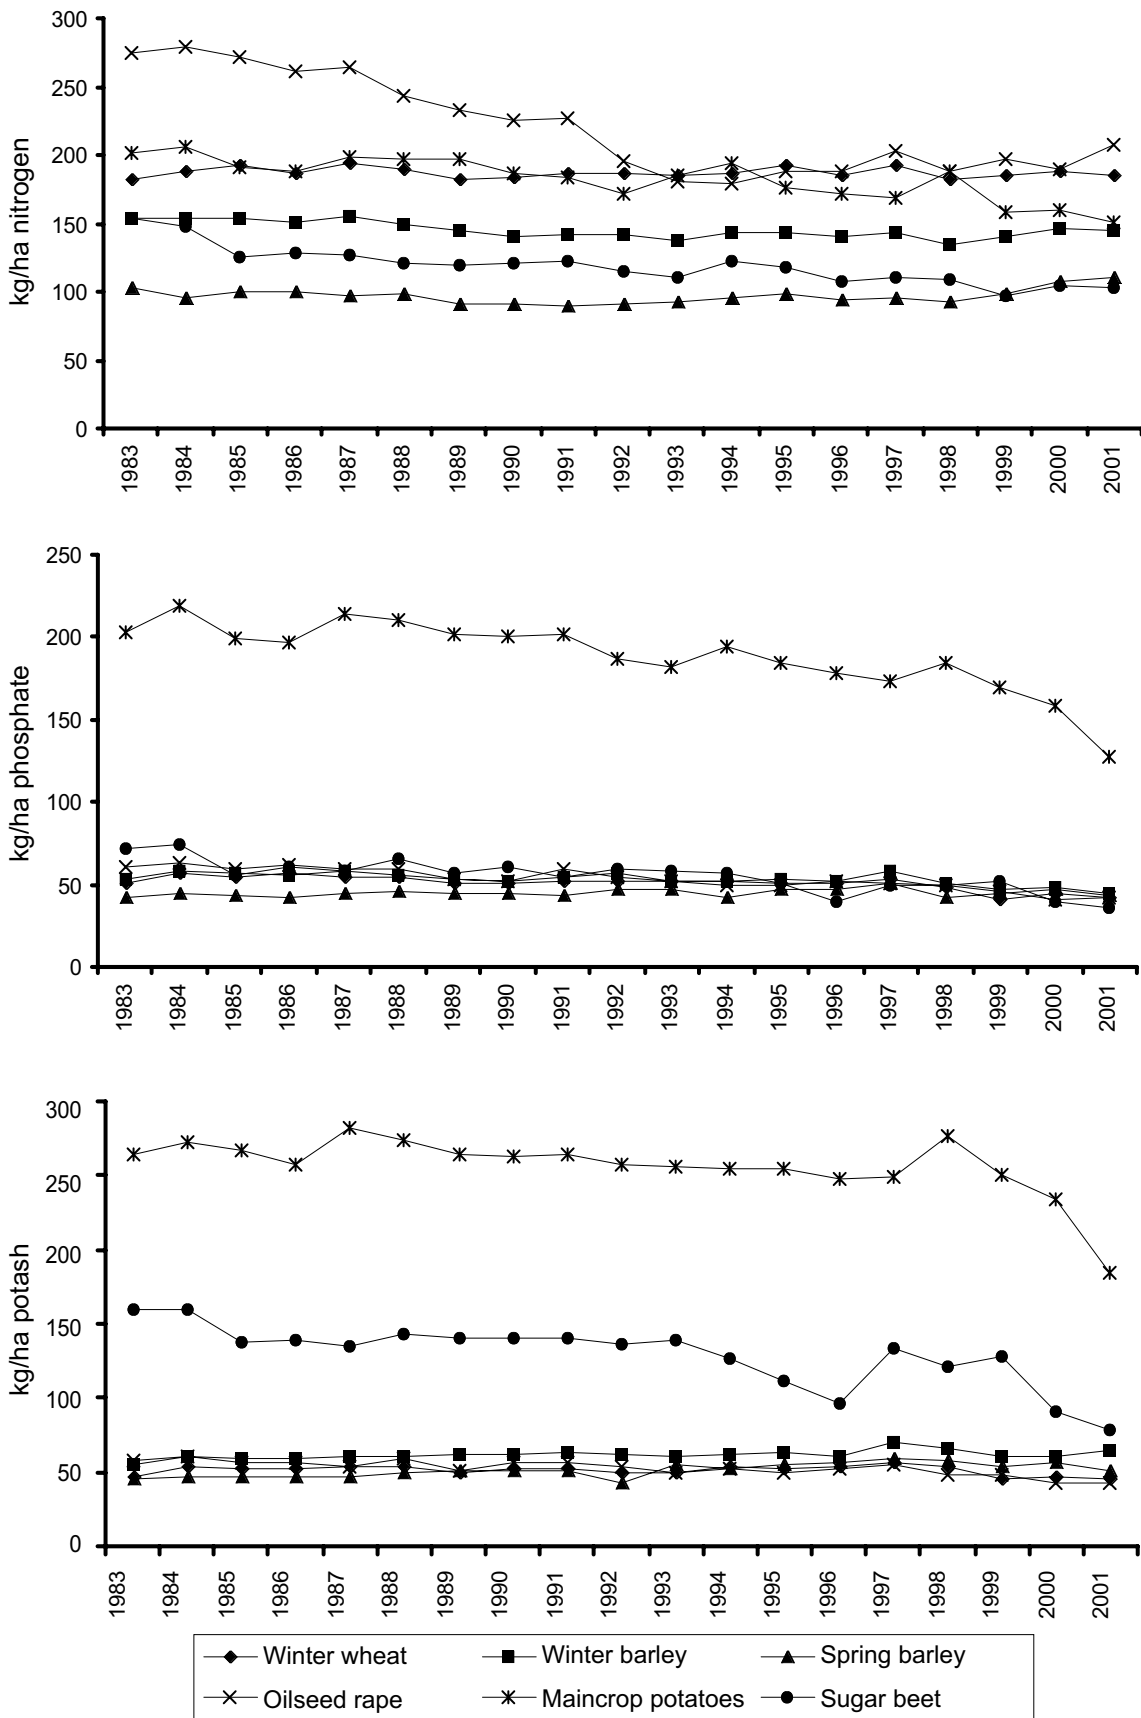 300
250
200
150
100
50
0
kg/ha nitrogen
1983 1984 1985 1986 1987 1988 1989 1990 1991 1992 1993 1994 1995 1996 1997 1998 1999 2000 2001
250
200
150
100
50
0
kg/ha phosphate
1983 1984 1985 1986 1987 1988 1989 1990 1991 1992 1993 1994 1995 1996 1997 1998 1999 2000 2001
300
250
200
150
100
50
0
kg/ha potash
1983 1984 1985 1986 1987 1988 1989 1990 1991 1992 1993 1994 1995 1996 1997 1998 1999 2000 2001
Winter wheat Winter barley Spring barley
Oilseed rape Maincrop potatoes Sugar beet